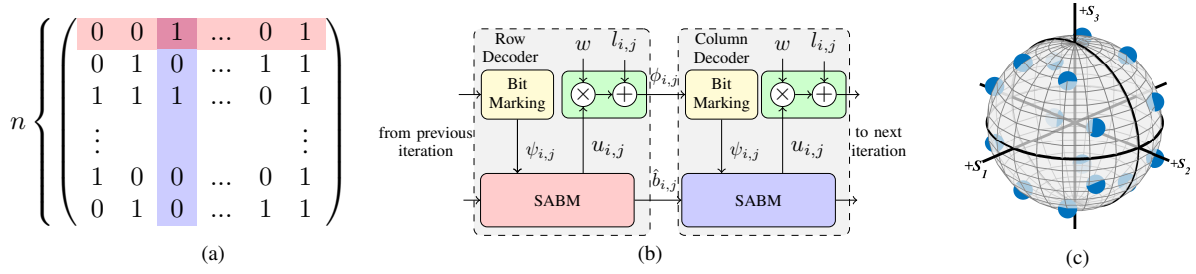 n { ( 0 0 1 ... 0 1
0 1 0 ... 1 1
1 1 1 ... 0 1
⋮ ⋮
1 0 0 ... 0 1
0 1 0 ... 1 1 )
(a)
Row
Decoder
w
l_{i,j}
Bit
Marking
× +
from previous
iteration
ψ_{i,j}
u_{i,j}
SABM
ϕ_{i,j}
b̂_{i,j}
Column
Decoder
w
l_{i,j}
Bit
Marking
× +
ψ_{i,j}
u_{i,j}
SABM
to next
iteration
(b)
+S_3
+S_1
+S_2
(c)